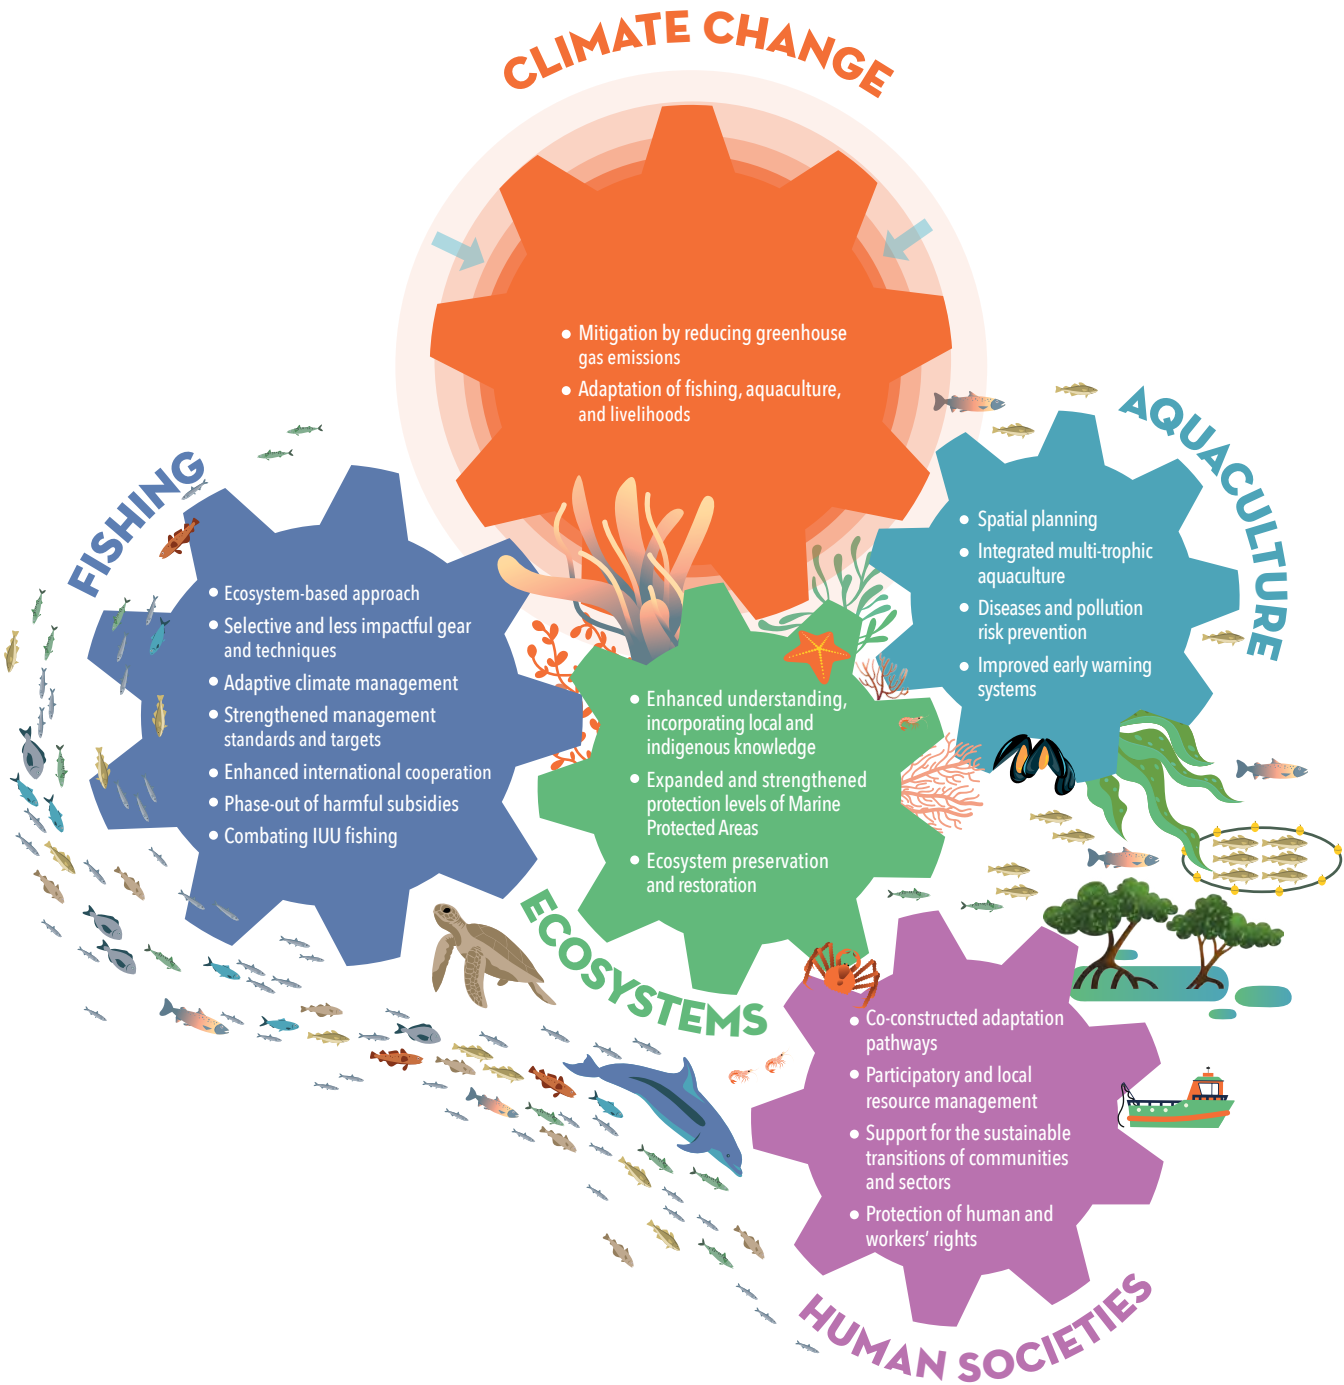 CLIMATE CHANGE
• Mitigation by reducing greenhouse
gas emissions
• Adaptation of fishing, aquaculture,
and livelihoods
FISHING
• Ecosystem-based approach
• Selective and less impactful gear
and techniques
• Adaptive climate management
• Strengthened management
standards and targets
• Enhanced international cooperation
• Phase-out of harmful subsidies
• Combating IUU fishing
AQUACULTURE
• Spatial planning
• Integrated multi-trophic
aquaculture
• Diseases and pollution
risk prevention
• Improved early warning
systems
• Enhanced understanding,
incorporating local and
indigenous knowledge
• Expanded and strengthened
protection levels of Marine
Protected Areas
• Ecosystem preservation
and restoration
ECOSYSTEMS
• Co-constructed adaptation
pathways
• Participatory and local
resource management
• Support for the sustainable
transitions of communities
and sectors
• Protection of human and
workers’ rights
HUMAN SOCIETIES